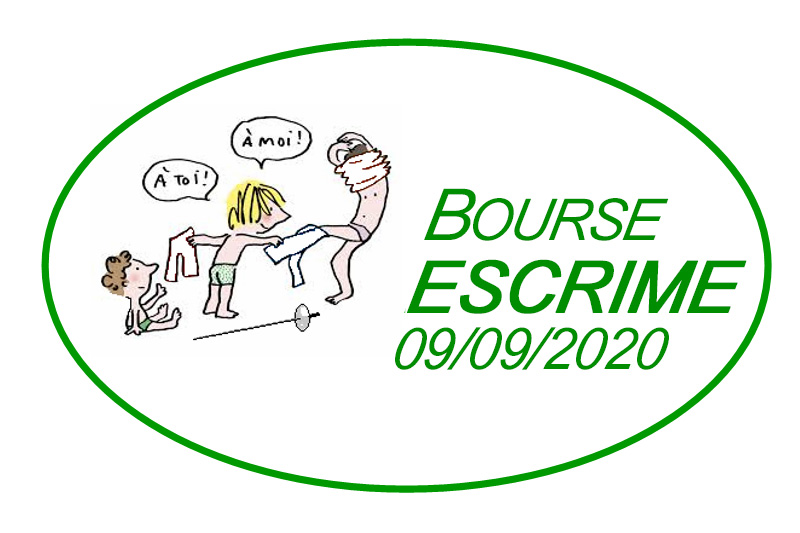 À MOI !
À TOI !
BOURSE
ESCRIME
09/09/2020